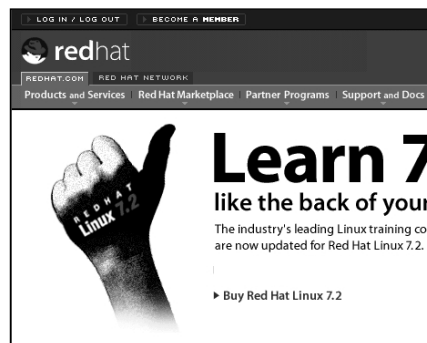 LOG IN / LOG OUT BECOME A MEMBER
redhat
REDHAT.COM RED HAT NETWORK
Products and Services Red Hat Marketplace Partner Programs Support and Docs
Learn 7
like the back of your
REDHAT
Linux 7.2
The industry's leading Linux training co
are now updated for Red Hat Linux 7.2.
Buy Red Hat Linux 7.2